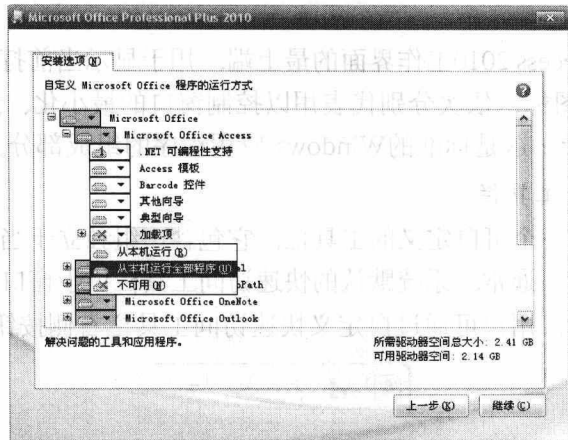 Microsoft Office Professional Plus 2010
安装选项(N)
自定义 Microsoft Office 程序的运行方式
Microsoft Office
Microsoft Office Access
.NET 可编程性支持
Access 模板
Barcode 控件
其他向导
典型向导
加载项
从本机运行(R)
从本机运行全部程序(U)
不可用(N)
Microsoft Office OneNote
Microsoft Office Outlook
解决问题的工具和应用程序。
所需驱动器空间总大小: 2.41 GB
可用驱动器空间: 2.14 GB
上一步(K)
继续(C)